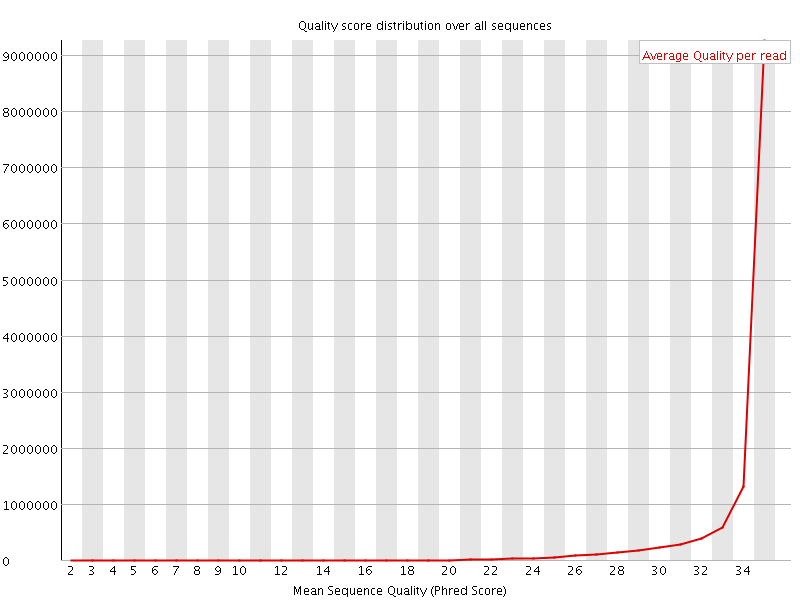 Quality score distribution over all sequences
Average Quality per read
9000000
8000000
7000000
6000000
5000000
4000000
3000000
2000000
1000000
0
2 3 4 5 6 7 8 9 10 12 14 16 18 20 22 24 26 28 30 32 34
Mean Sequence Quality (Phred Score)